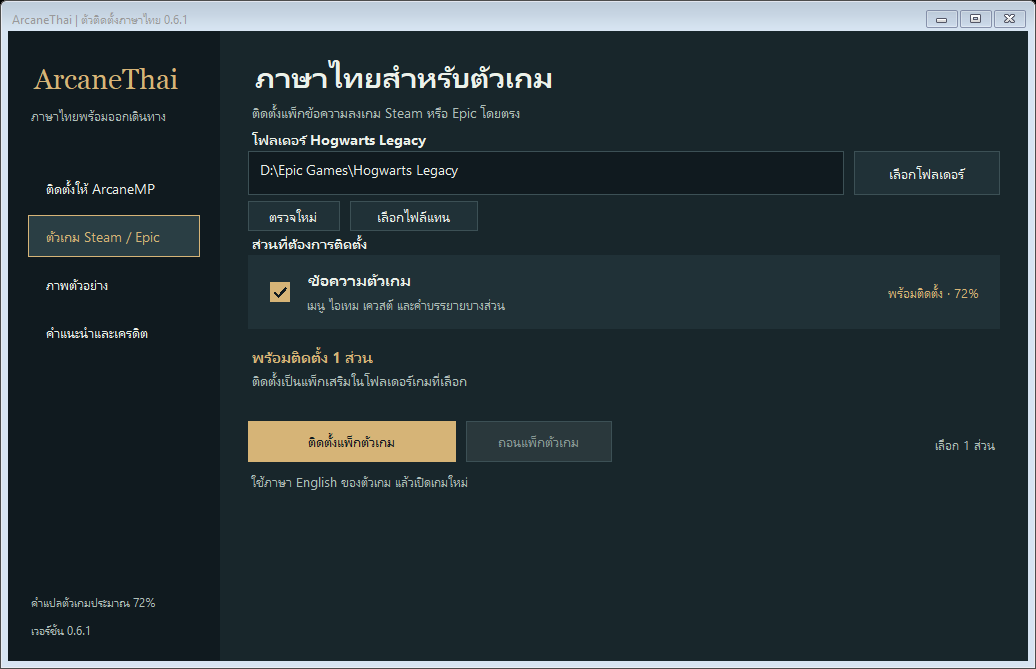 ArcaneThai | ตัวติดตั้งภาษาไทย 0.6.1
ArcaneThai
ภาษาไทยพร้อมออกเดินทาง
ติดตั้งให้ ArcaneMP
ตัวเกม Steam / Epic
ภาพตัวอย่าง
คำแนะนำและเครดิต
คำแปลตัวเกมประมาณ 72%
เวอร์ชัน 0.6.1
ภาษาไทยสำหรับตัวเกม
ติดตั้งแพ็กข้อความลงเกม Steam หรือ Epic โดยตรง
โฟลเดอร์ Hogwarts Legacy
D:\Epic Games\Hogwarts Legacy
เลือกโฟลเดอร์
ตรวจใหม่
เลือกไฟล์แทน
ส่วนที่ต้องการติดตั้ง
ข้อความตัวเกม
เมนู ไอเทม เควสต์ และคำบรรยายบางส่วน
พร้อมติดตั้ง · 72%
พร้อมติดตั้ง 1 ส่วน
ติดตั้งเป็นแพ็กเสริมในโฟลเดอร์เกมที่เลือก
ติดตั้งแพ็กตัวเกม
ถอนแพ็กตัวเกม
เลือก 1 ส่วน
ใช้ภาษา English ของตัวเกม แล้วเปิดเกมใหม่